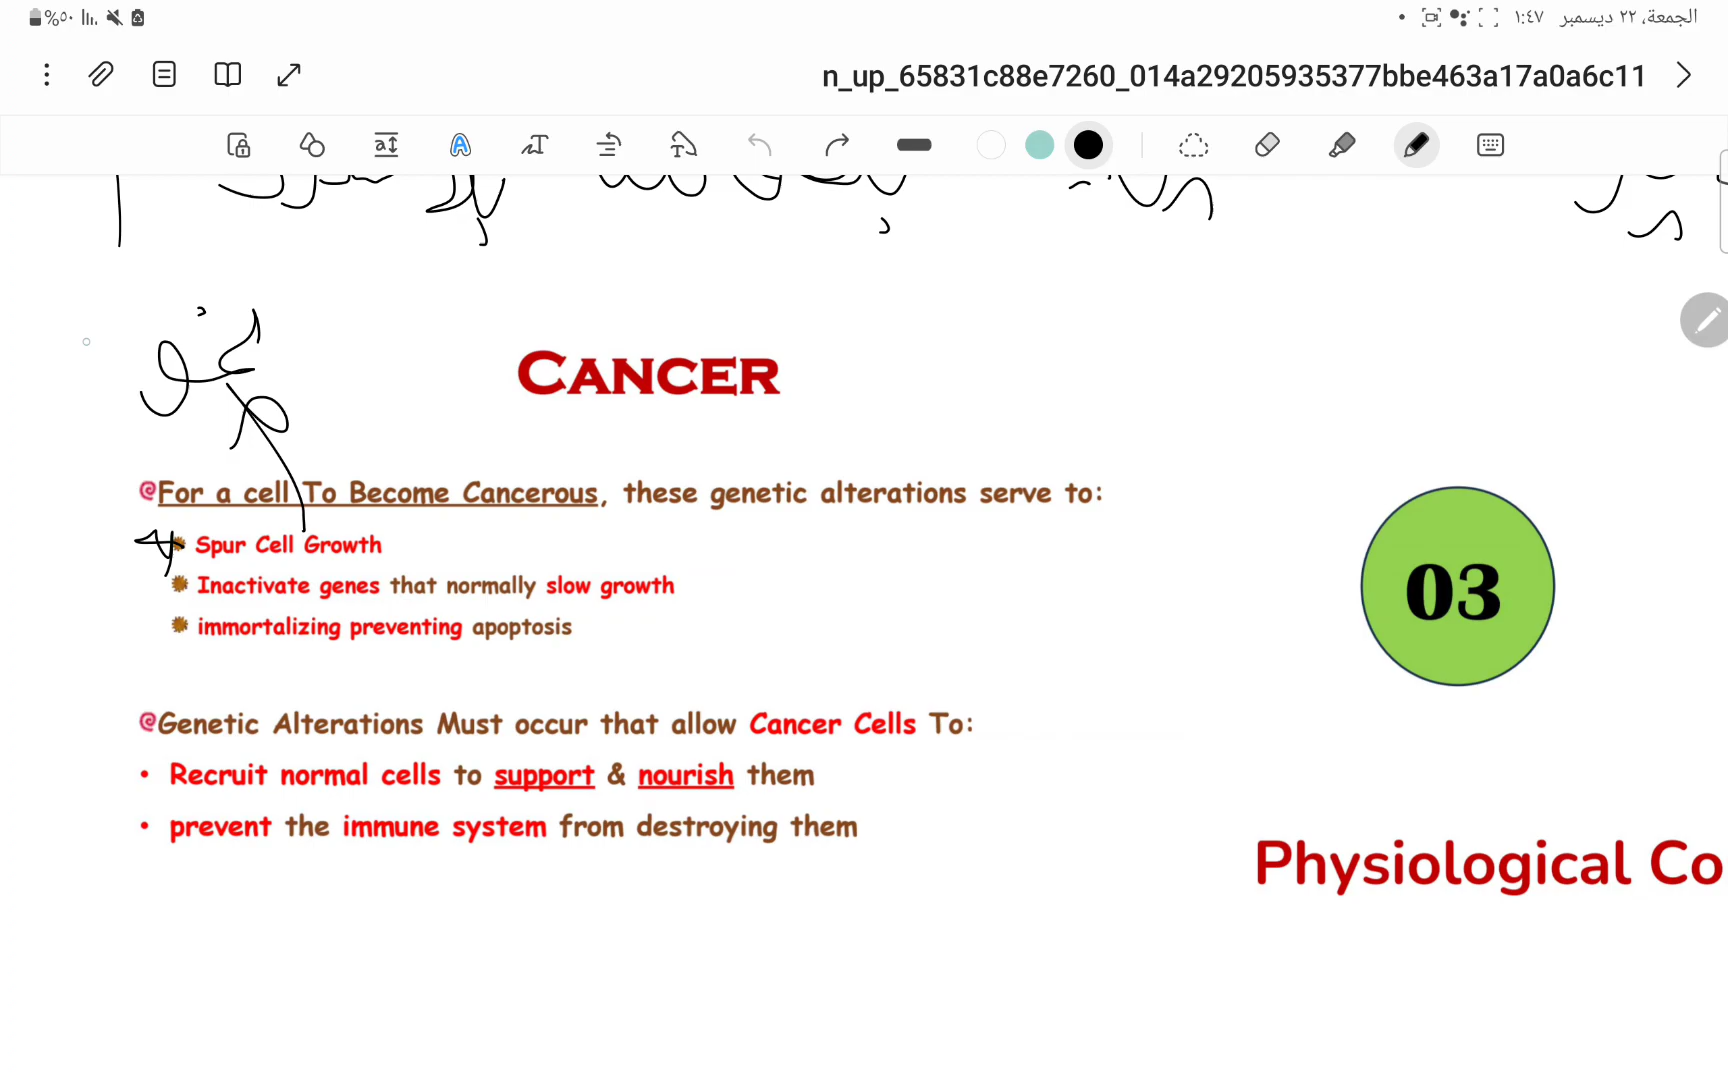 %٥٠
الجمعة، ٢٢ ديسمبر ١:٤٧
n_up_65831c88e7260_014a29205935377bbe463a17a0a6c11
CANCER
For a cell To Become Cancerous, these genetic alterations serve to:
Spur Cell Growth
Inactivate genes that normally slow growth
immortalizing preventing apoptosis
Genetic Alterations Must occur that allow Cancer Cells To:
• Recruit normal cells to support & nourish them
• prevent the immune system from destroying them
03
Physiological Co